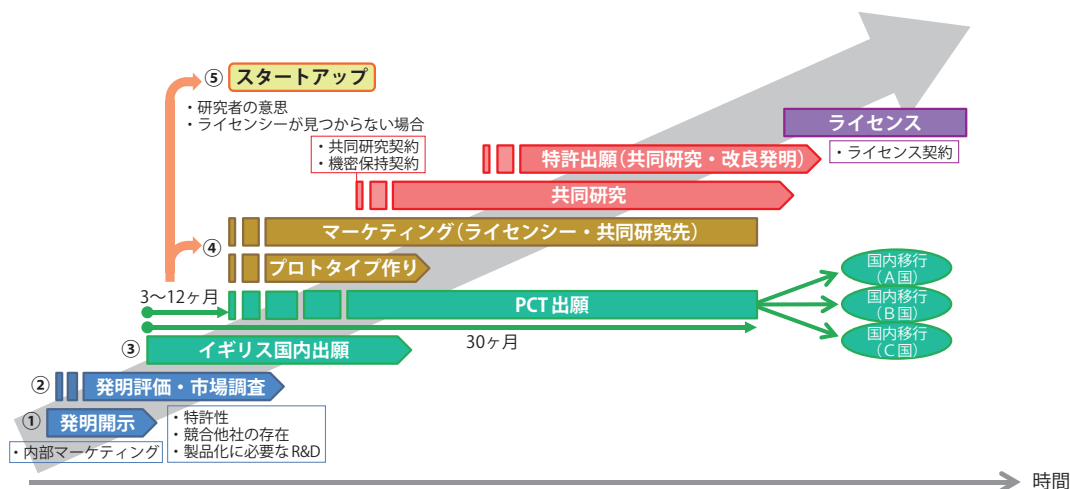 ⑤ スタートアップ
・研究者の意思
・ライセンシーが見つからない場合
・共同研究契約
・機密保持契約
ライセンス
・ライセンス契約
特許出願(共同研究・改良発明)
共同研究
④ マーケティング(ライセンシー・共同研究先)
プロトタイプ作り
3〜12ヶ月
PCT 出願
30ヶ月
国内移行
(A国)
国内移行
(B国)
国内移行
(C国)
③ イギリス国内出願
② 発明評価・市場調査
① 発明開示
・内部マーケティング
・特許性
・競合他社の存在
・製品化に必要なR&D
時間